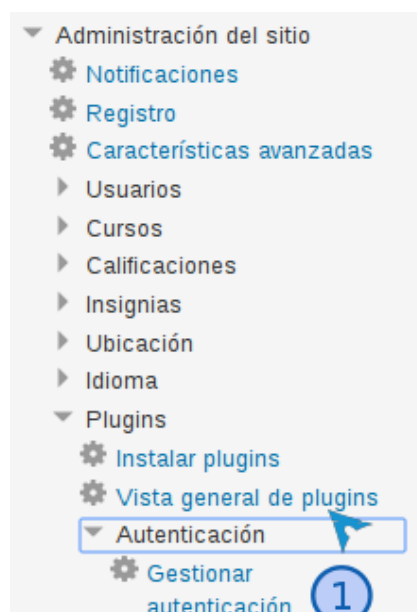 Administración del sitio
Notificaciones
Registro
Características avanzadas
Usuarios
Cursos
Calificaciones
Insignias
Ubicación
Idioma
Plugins
Instalar plugins
Vista general de plugins
Autenticación
Gestionar
autenticación
1